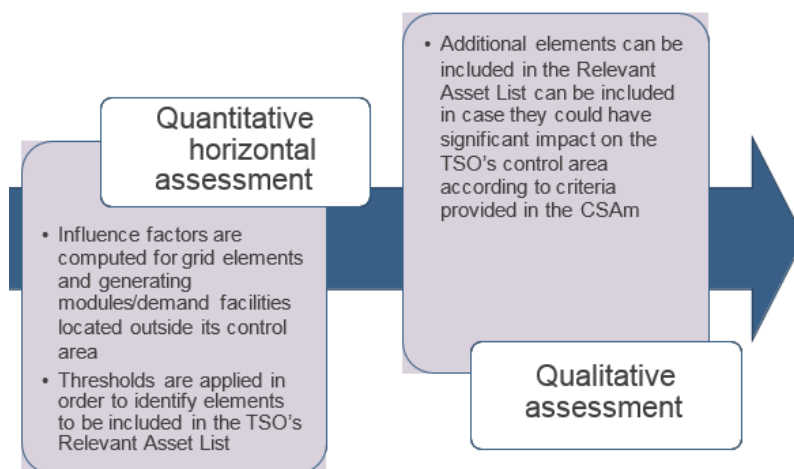 Quantitative
horizontal
assessment
• Influence factors are
computed for grid elements
and generating
modules/demand facilities
located outside its control
area
• Thresholds are applied in
order to identify elements
to be included in the TSO's
Relevant Asset List
• Additional elements can be
included in the Relevant
Asset List can be included
in case they could have
significant impact on the
TSO's control area
according to criteria
provided in the CSAm
Qualitative
assessment